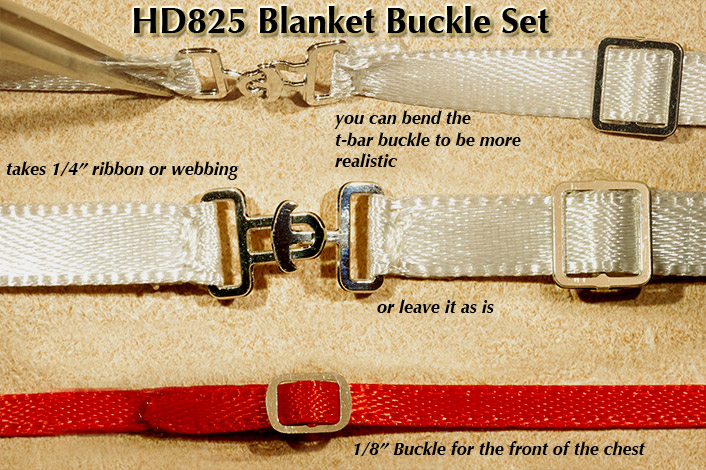 HD825 Blanket Buckle Set
you can bend the
t-bar buckle to be more
realistic
takes 1/4" ribbon or webbing
or leave it as is
1/8" Buckle for the front of the chest